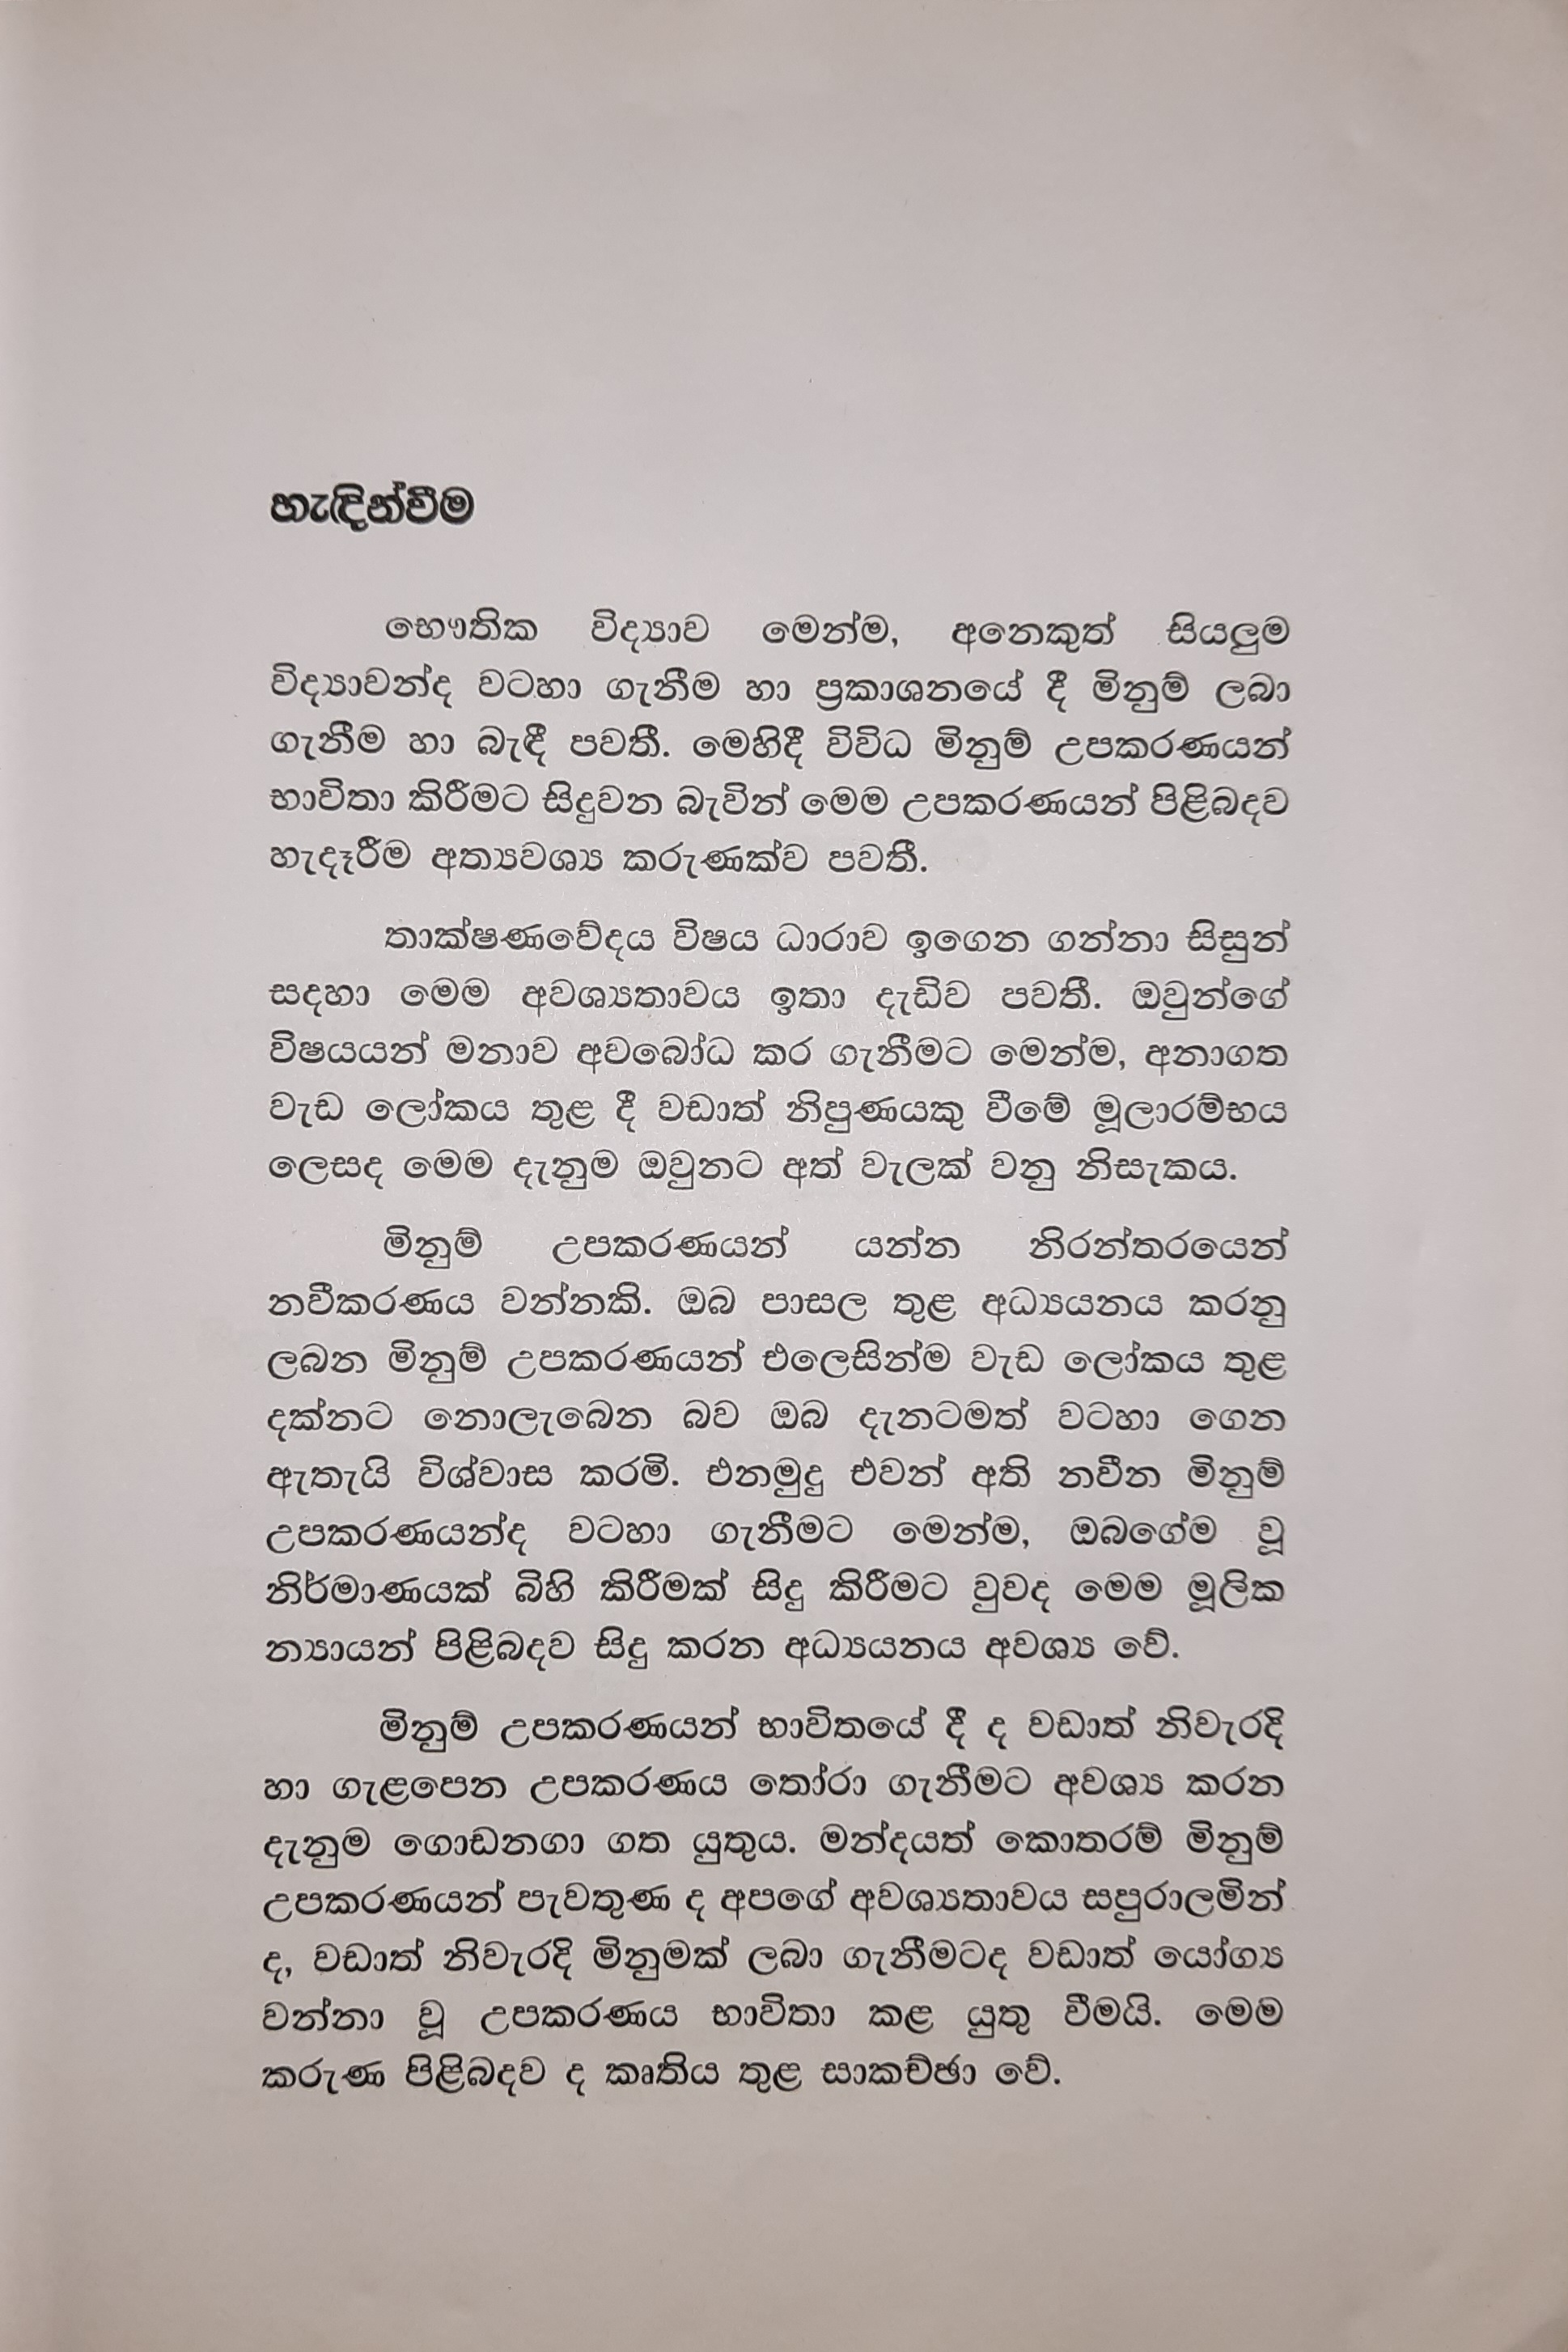 හැඳින්වීම
භෞතික විද්‍යාව මෙන්ම, අනෙකුත් සියලුම
විද්‍යාවන්ද වටහා ගැනීම හා ප්‍රකාශනයේ දී මිනුම් ලබා
ගැනීම හා බැඳී පවතී. මෙහිදී විවිධ මිනුම් උපකරණයන්
භාවිතා කිරීමට සිදුවන බැවින් මෙම උපකරණයන් පිළිබදව
හැදෑරීම අත්‍යවශ්‍ය කරුණක්ව පවතී.
තාක්ෂණවේදය විෂය ධාරාව ඉගෙන ගන්නා සිසුන්
සදහා මෙම අවශ්‍යතාවය ඉතා දැඩිව පවතී. ඔවුන්ගේ
විෂයයන් මනාව අවබෝධ කර ගැනීමට මෙන්ම, අනාගත
වැඩ ලෝකය තුළ දී වඩාත් නිපුණයකු වීමේ මූලාරම්භය
ලෙසද මෙම දැනුම ඔවුනට අත් වැලක් වනු නිසැකය.
මිනුම් උපකරණයන් යන්න නිරන්තරයෙන්
නවීකරණය වන්නකි. ඔබ පාසල තුළ අධ්‍යයනය කරනු
ලබන මිනුම් උපකරණයන් එලෙසින්ම වැඩ ලෝකය තුළ
දක්නට නොලැබෙන බව ඔබ දැනටමත් වටහා ගෙන
ඇතැයි විශ්වාස කරමි. එනමුදු එවන් අති නවීන මිනුම්
උපකරණයන්ද වටහා ගැනීමට මෙන්ම, ඔබගේම වූ
නිර්මාණයක් බිහි කිරීමක් සිදු කිරීමට වුවද මෙම මූලික
න්‍යායන් පිළිබදව සිදු කරන අධ්‍යයනය අවශ්‍ය වේ.
මිනුම් උපකරණයන් භාවිතයේ දී ද වඩාත් නිවැරදි
හා ගැළපෙන උපකරණය තෝරා ගැනීමට අවශ්‍ය කරන
දැනුම ගොඩනගා ගත යුතුය. මන්දයත් කොතරම් මිනුම්
උපකරණයන් පැවතුණ ද අපගේ අවශ්‍යතාවය සපුරාලමින්
ද, වඩාත් නිවැරදි මිනුමක් ලබා ගැනීමටද වඩාත් යෝග්‍ය
වන්නා වූ උපකරණය භාවිතා කළ යුතු වීමයි. මෙම
කරුණ පිළිබදව ද කෘතිය තුළ සාකච්ඡා වේ.